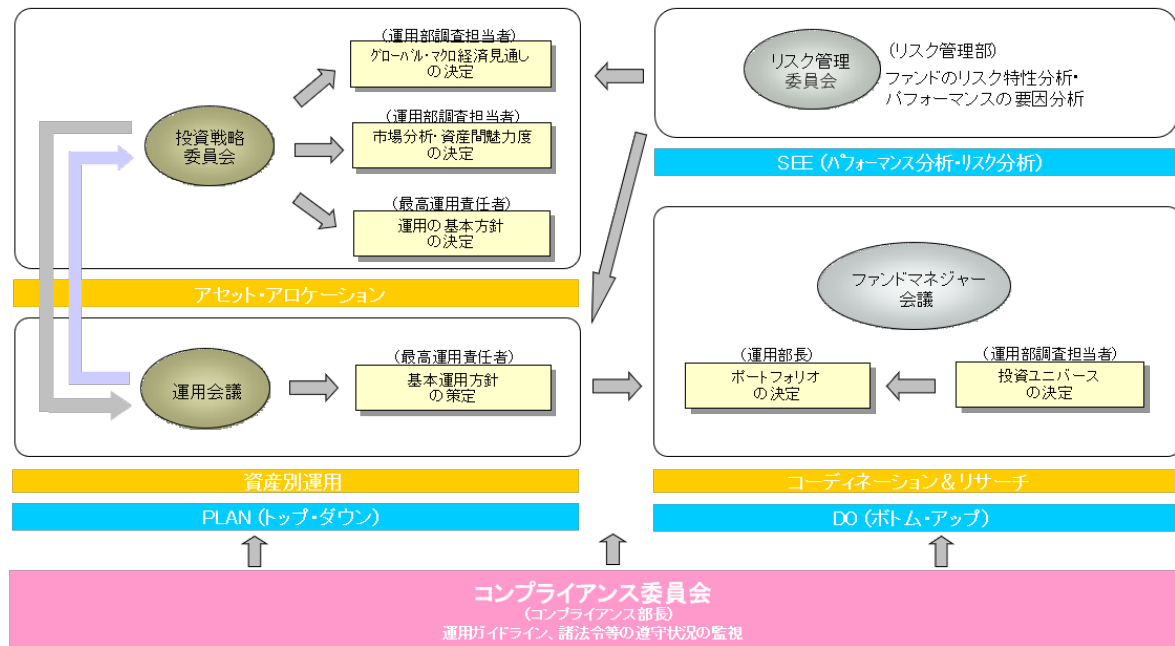 投資戦略
委員会
(運用部調査担当者)
グローバル・マクロ経済見通し
の決定
(運用部調査担当者)
市場分析・資産間魅力度
の決定
(最高運用責任者)
運用の基本方針
の決定
アセット・アロケーション
運用会議
(最高運用責任者)
基本運用方針
の策定
資産別運用
PLAN (トップ・ダウン)
リスク管理
委員会
(リスク管理部)
ファンドのリスク特性分析・
パフォーマンスの要因分析
SEE (パフォーマンス分析・リスク分析)
ファンドマネジャー
会議
(運用部長)
ポートフォリオ
の決定
(運用部調査担当者)
投資ユニバース
の決定
コーディネーション＆リサーチ
DO (ボトム・アップ)
コンプライアンス委員会
(コンプライアンス部長)
運用ガイドライン、諸法令等の遵守状況の監視